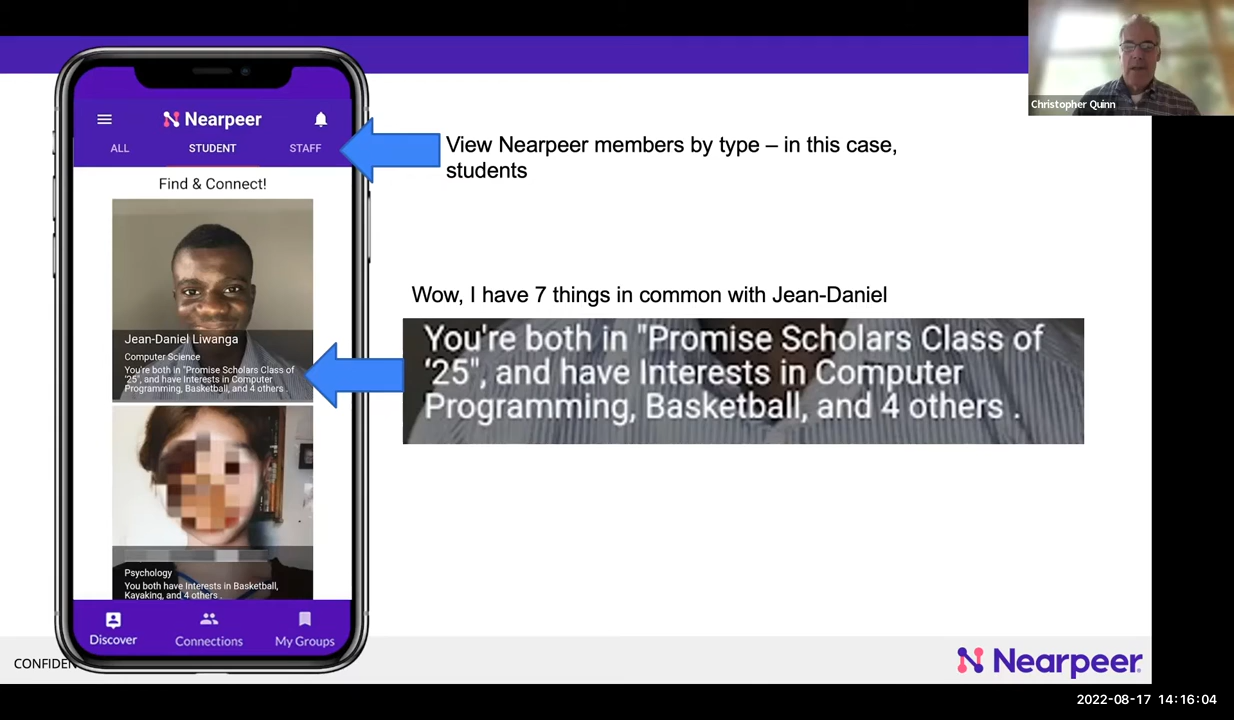 Christopher Quinn
Nearpeer
ALL
STUDENT
STAFF
View Nearpeer members by type – in this case,
students
Find & Connect!
Jean-Daniel Liwanga
Computer Science
You're both in "Promise Scholars Class of
'25", and have Interests in Computer
Programming, Basketball, and 4 others .
Wow, I have 7 things in common with Jean-Daniel
You're both in "Promise Scholars Class of
‘25", and have Interests in Computer
Programming, Basketball, and 4 others .
Psychology
You both have Interests in Basketball,
Kayaking, and 4 others .
Discover
Connections
My Groups
CONFIDEN
Nearpeer
2022-08-17 14:16:04